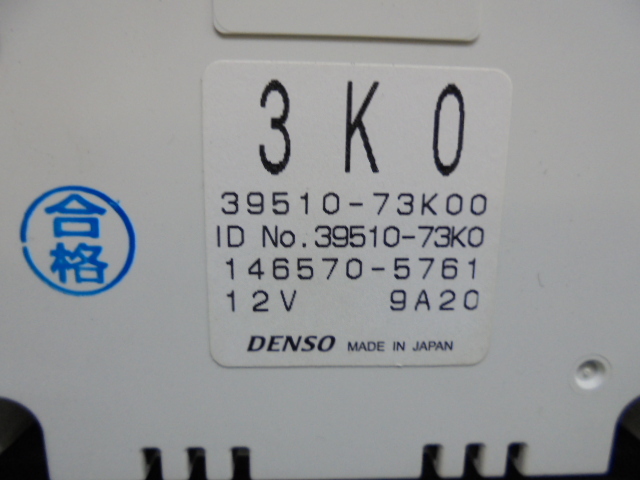 3K0
39510-73K00
ID No.39510-73K0
146570-5761
12V 9A20
DENSO MADE IN JAPAN
合格